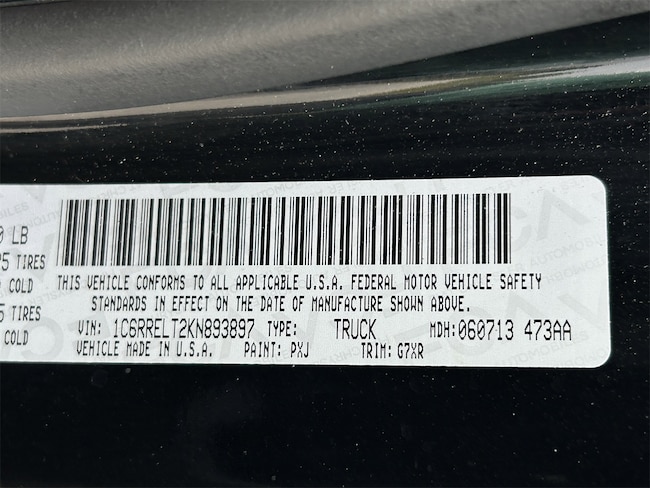 0 LB
25 TIRES
COLD
5 TIRES
COLD
THIS VEHICLE CONFORMS TO ALL APPLICABLE U.S.A. FEDERAL MOTOR VEHICLE SAFETY
STANDARDS IN EFFECT ON THE DATE OF MANUFACTURE SHOWN ABOVE.
VIN: 1C6RRELT2KN893897 TYPE: TRUCK MDH: 060713 473AA
VEHICLE MADE IN U.S.A. PAINT: PXJ TRIM: G7XR